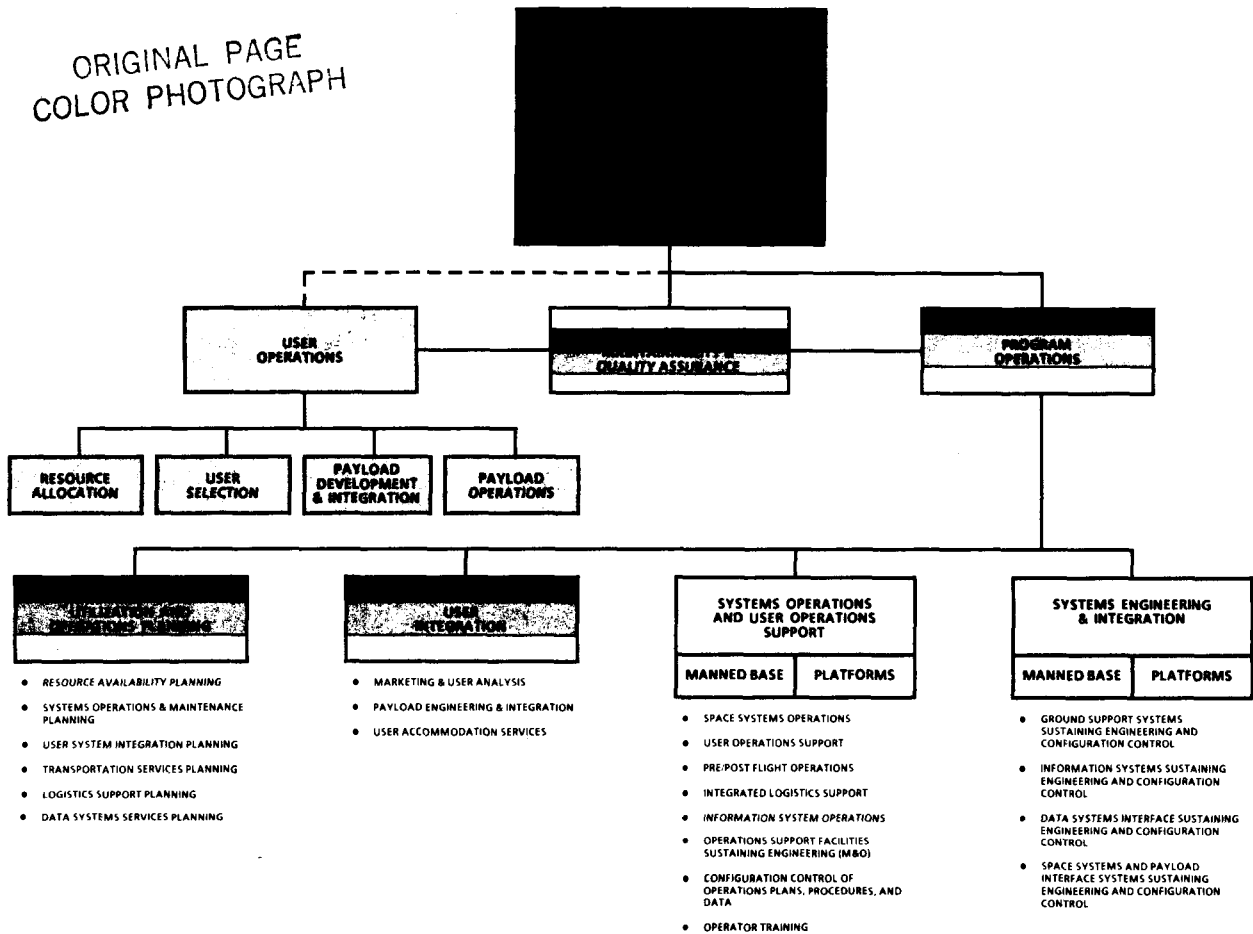 ORIGINAL PAGE
COLOR PHOTOGRAPH
USER
OPERATIONS
QUALITY ASSURANCE
PROGRAM
OPERATIONS
RESOURCE
ALLOCATION
USER
SELECTION
PAYLOAD
DEVELOPMENT
& INTEGRATION
PAYLOAD
OPERATIONS
UTILIZATION AND
OPERATIONS PLANNING
• RESOURCE AVAILABILITY PLANNING
• SYSTEMS OPERATIONS & MAINTENANCE
PLANNING
• USER SYSTEM INTEGRATION PLANNING
• TRANSPORTATION SERVICES PLANNING
• LOGISTICS SUPPORT PLANNING
• DATA SYSTEMS SERVICES PLANNING
USER
INTEGRATION
• MARKETING & USER ANALYSIS
• PAYLOAD ENGINEERING & INTEGRATION
• USER ACCOMMODATION SERVICES
SYSTEMS OPERATIONS
AND USER OPERATIONS
SUPPORT
MANNED BASE
PLATFORMS
• SPACE SYSTEMS OPERATIONS
• USER OPERATIONS SUPPORT
• PRE/POST FLIGHT OPERATIONS
• INTEGRATED LOGISTICS SUPPORT
• INFORMATION SYSTEM OPERATIONS
• OPERATIONS SUPPORT FACILITIES
SUSTAINING ENGINEERING (M&O)
• CONFIGURATION CONTROL OF
OPERATIONS PLANS, PROCEDURES, AND
DATA
• OPERATOR TRAINING
SYSTEMS ENGINEERING
& INTEGRATION
MANNED BASE
PLATFORMS
• GROUND SUPPORT SYSTEMS
SUSTAINING ENGINEERING AND
CONFIGURATION CONTROL
• INFORMATION SYSTEMS SUSTAINING
ENGINEERING AND CONFIGURATION
CONTROL
• DATA SYSTEMS INTERFACE SUSTAINING
ENGINEERING AND CONFIGURATION
CONTROL
• SPACE SYSTEMS AND PAYLOAD
INTERFACE SYSTEMS SUSTAINING
ENGINEERING AND CONFIGURATION
CONTROL